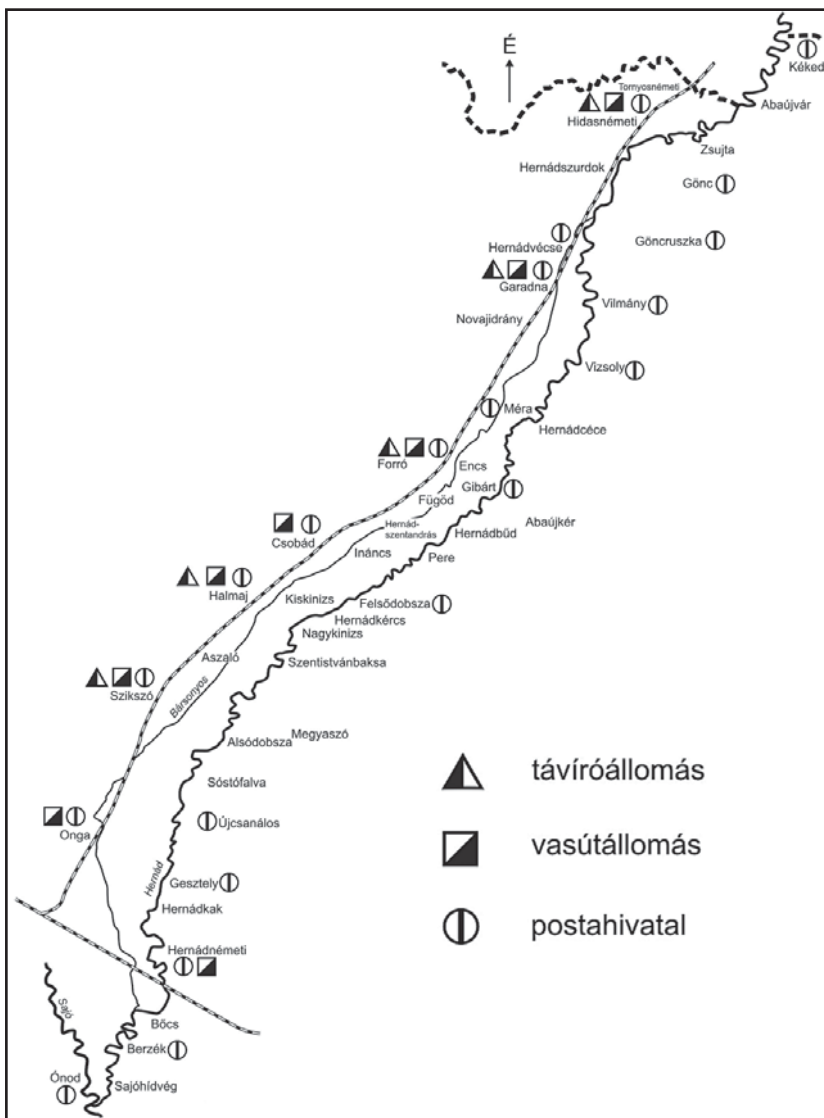 É
Kéked
Tornyosnémeti
Abaújvár
Hidasnémeti
Zsujta
Hernádszurdok
Gönc
Göncruszka
Hernádvécse
Garadna
Vilmány
Novajidrány
Vizsoly
Méra
Hernádcéce
Forró
Encs
Gibárt
Fügöd
Csobád
Hernád-
szentandrás
Hernádbűd
Abaújkér
Ináncs
Pere
Halmaj
Kiskinizs
Felsődobsza
Hernádkércs
Nagykinizs
Aszaló
Szentistvánbaksa
Szikszó
Bársonyos
Alsódobsza
Megyaszó
távíróállomás
Sóstófalva
Újcsanálos
Onga
vasútállomás
Hernád
Gesztely
Hernádkak
postahivatal
Hernádnémeti
Sajó
Bőcs
Berzék
Ónod
Sajóhídvég